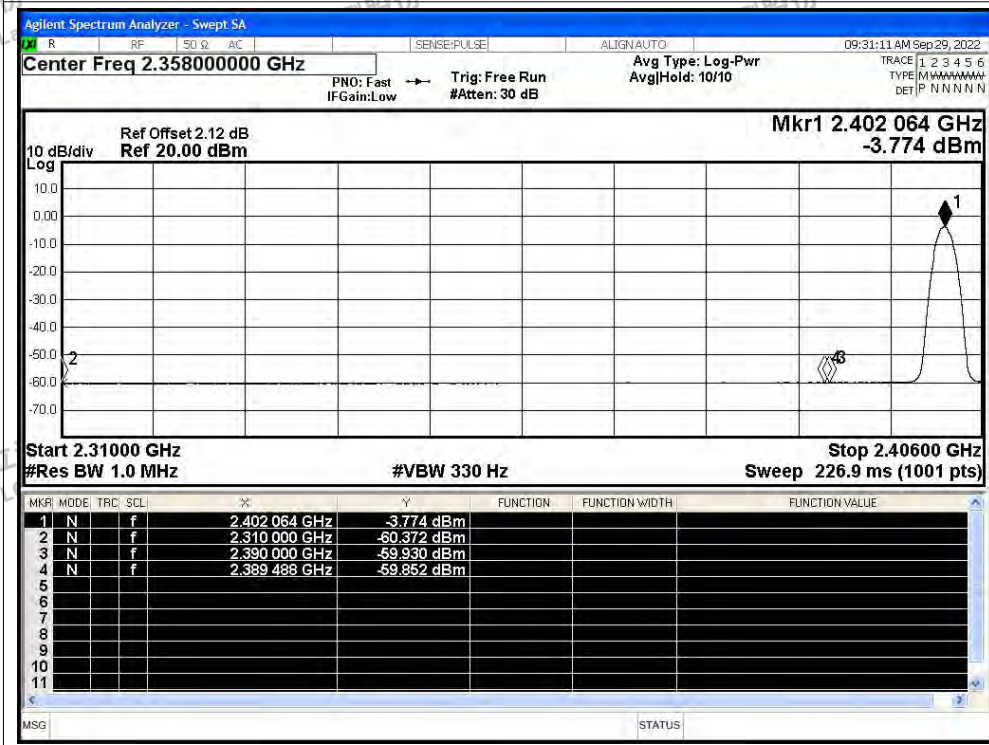 Agilent Spectrum Analyzer - Swept SA
LXI R RF 50 Ω AC SENSE:PULSE ALIGNAUTO 09:31:11 AM Sep 29, 2022
Center Freq 2.358000000 GHz
PNO: Fast
IFGain:Low
Trig: Free Run
#Atten: 30 dB
Avg Type: Log-Pwr
Avg|Hold: 10/10
TRACE 1 2 3 4 5 6
TYPE M W W W W W
DET P N N N N N
Ref Offset 2.12 dB
10 dB/div Ref 20.00 dBm
Log
Mkr1 2.402 064 GHz
-3.774 dBm
10.0
0.00
-10.0
-20.0
-30.0
-40.0
-50.0
-60.0
-70.0
1
2
4 3
Start 2.31000 GHz Stop 2.40600 GHz
#Res BW 1.0 MHz #VBW 330 Hz Sweep 226.9 ms (1001 pts)
MKR MODE TRC SCL X Y FUNCTION FUNCTION WIDTH FUNCTION VALUE
1 N f 2.402 064 GHz -3.774 dBm
2 N f 2.310 000 GHz -60.372 dBm
3 N f 2.390 000 GHz -59.930 dBm
4 N f 2.389 488 GHz -59.852 dBm
5
6
7
8
9
10
11
MSG STATUS